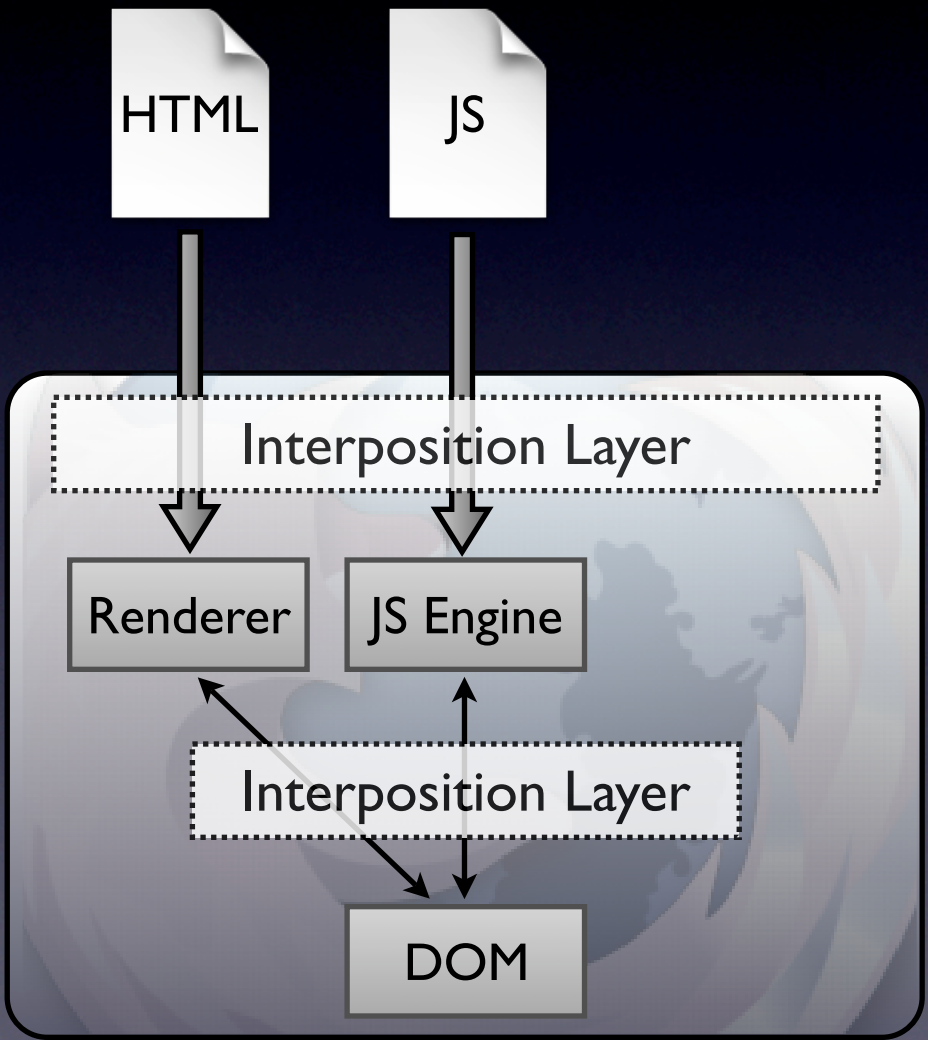 HTML
JS
Interposition Layer
Renderer
JS Engine
Interposition Layer
DOM